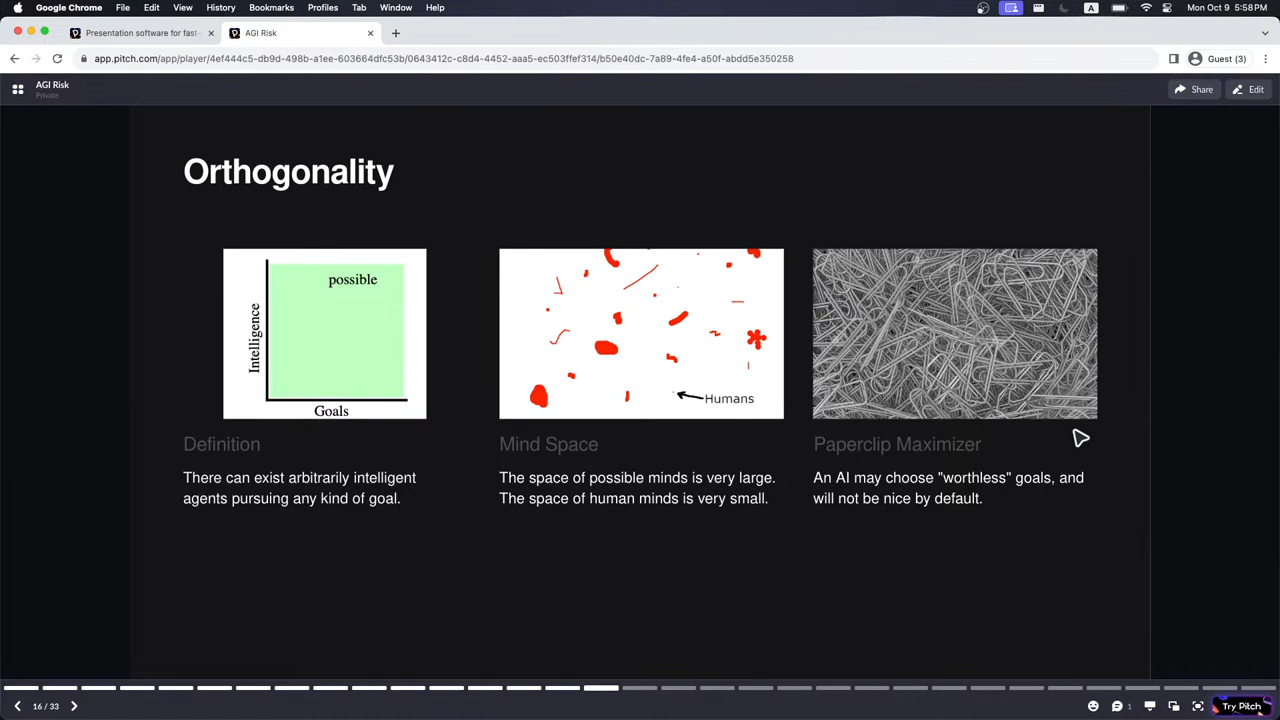 Google Chrome File Edit View History Bookmarks Profiles Tab Window Help
A Mon Oct 9 5:58 PM
Presentation software for fast-
AGI Risk
app.pitch.com/app/player/4ef444c5-db9d-498b-a1ee-603664dfc53b/0643412c-c8d4-4452-aaa5-ec503ffef314/b50e40dc-7a89-4fe4-a50f-abdd5e350258
Guest (3)
AGI Risk
Private
Share
Edit
Orthogonality
possible
Intelligence
Goals
Humans
Definition
There can exist arbitrarily intelligent
agents pursuing any kind of goal.
Mind Space
The space of possible minds is very large.
The space of human minds is very small.
Paperclip Maximizer
An AI may choose "worthless" goals, and
will not be nice by default.
16 / 33
1
Try Pitch